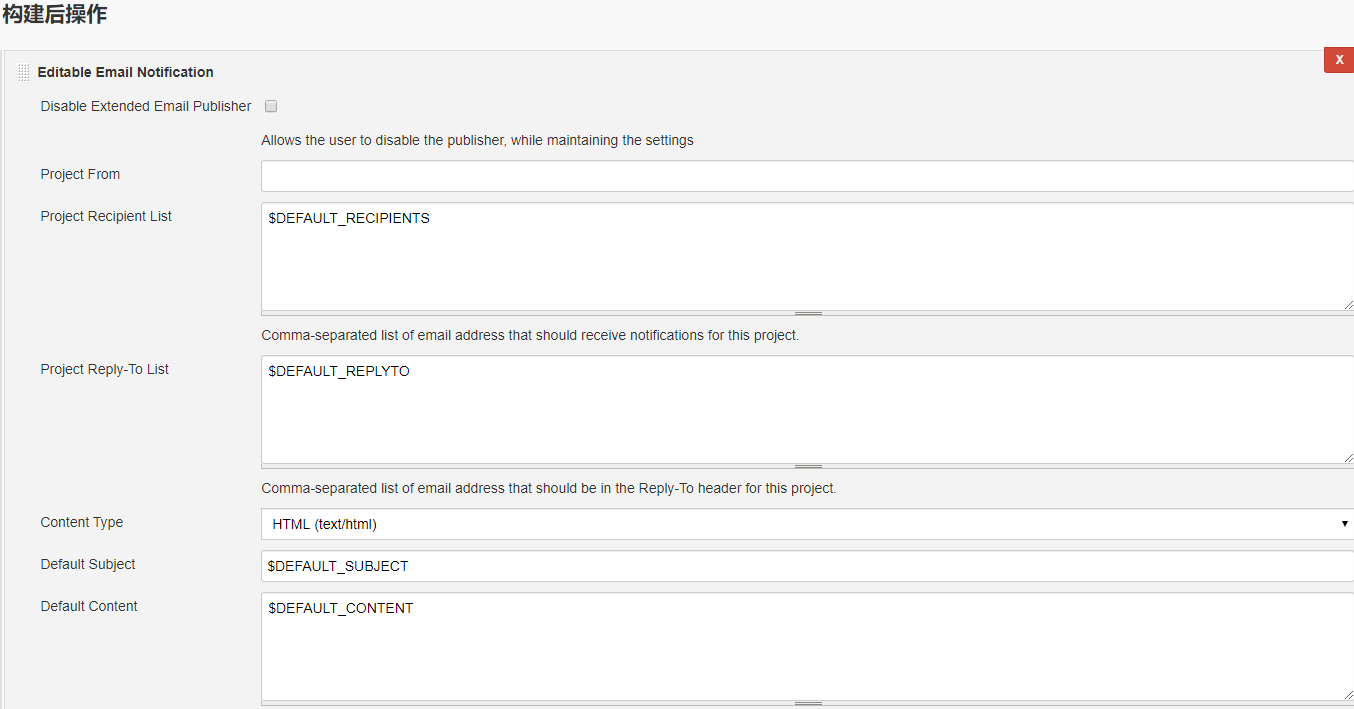 构建后操作
Editable Email Notification
X
Disable Extended Email Publisher
Allows the user to disable the publisher, while maintaining the settings
Project From
Project Recipient List
$DEFAULT_RECIPIENTS
Comma-separated list of email address that should receive notifications for this project.
Project Reply-To List
$DEFAULT_REPLYTO
Comma-separated list of email address that should be in the Reply-To header for this project.
Content Type
HTML (text/html)
Default Subject
$DEFAULT_SUBJECT
Default Content
$DEFAULT_CONTENT